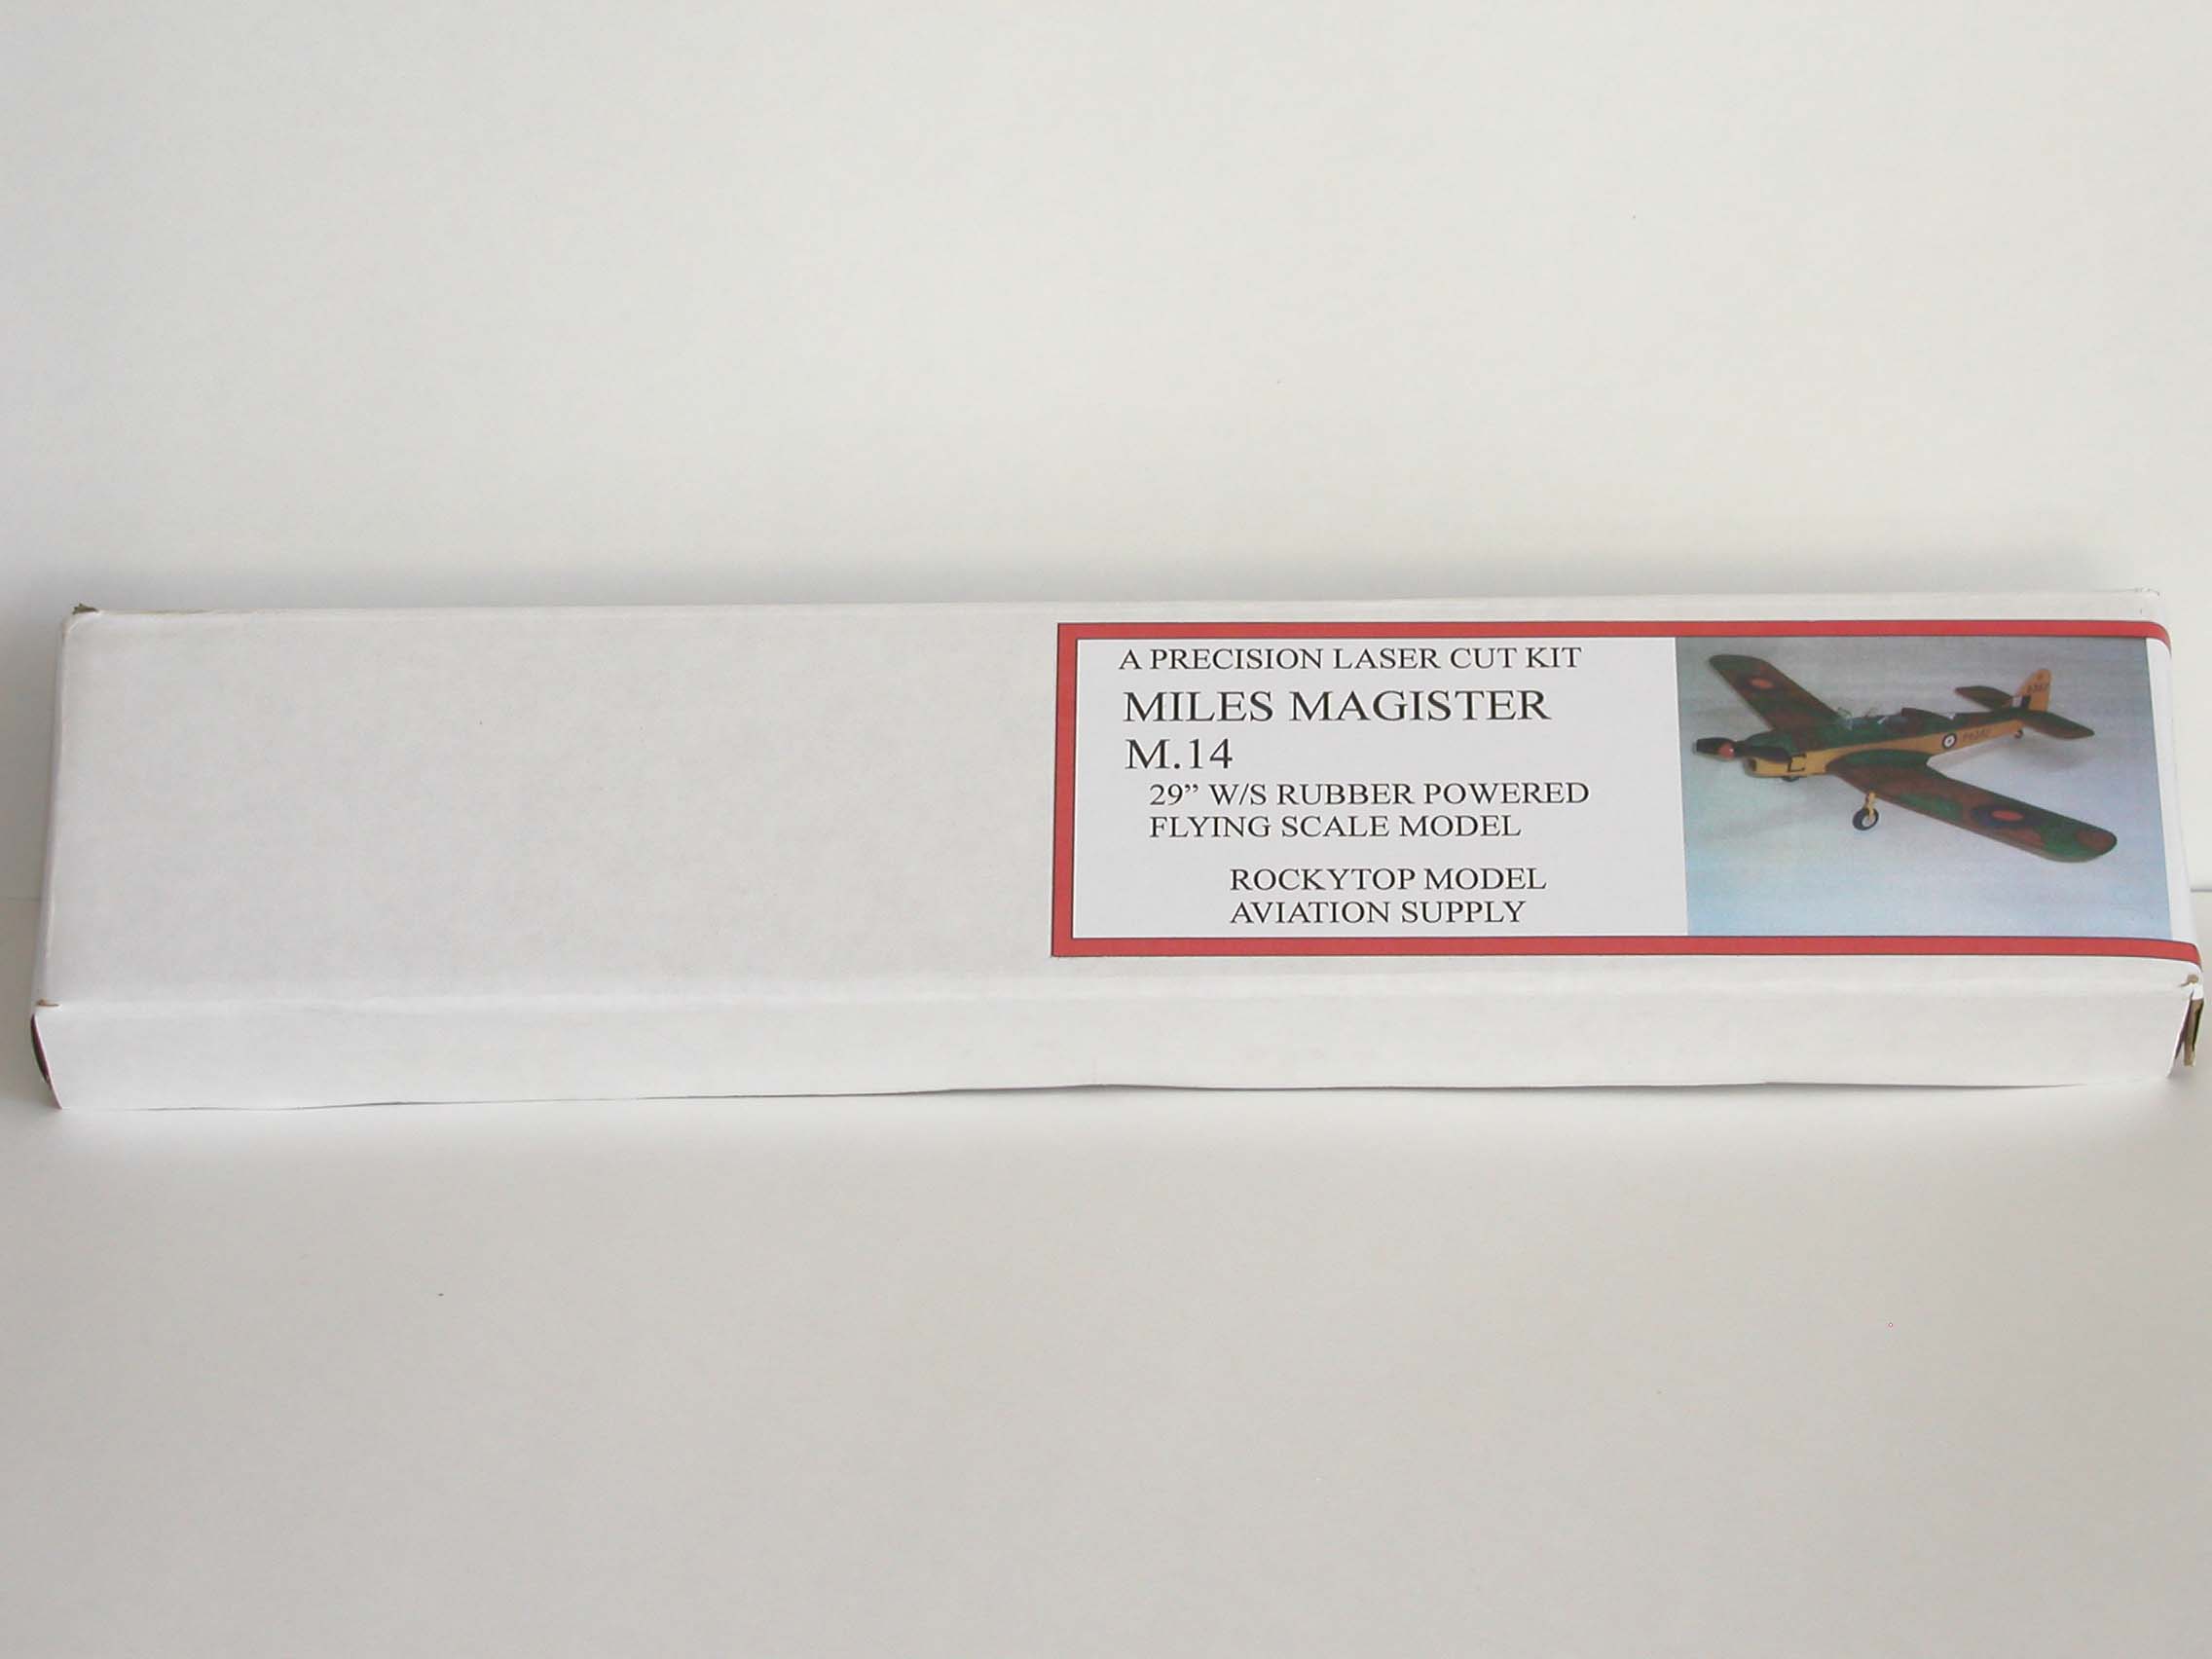 A PRECISION LASER CUT KIT
MILES MAGISTER
M.14
29” W/S RUBBER POWERED
FLYING SCALE MODEL
ROCKYTOP MODEL
AVIATION SUPPLY